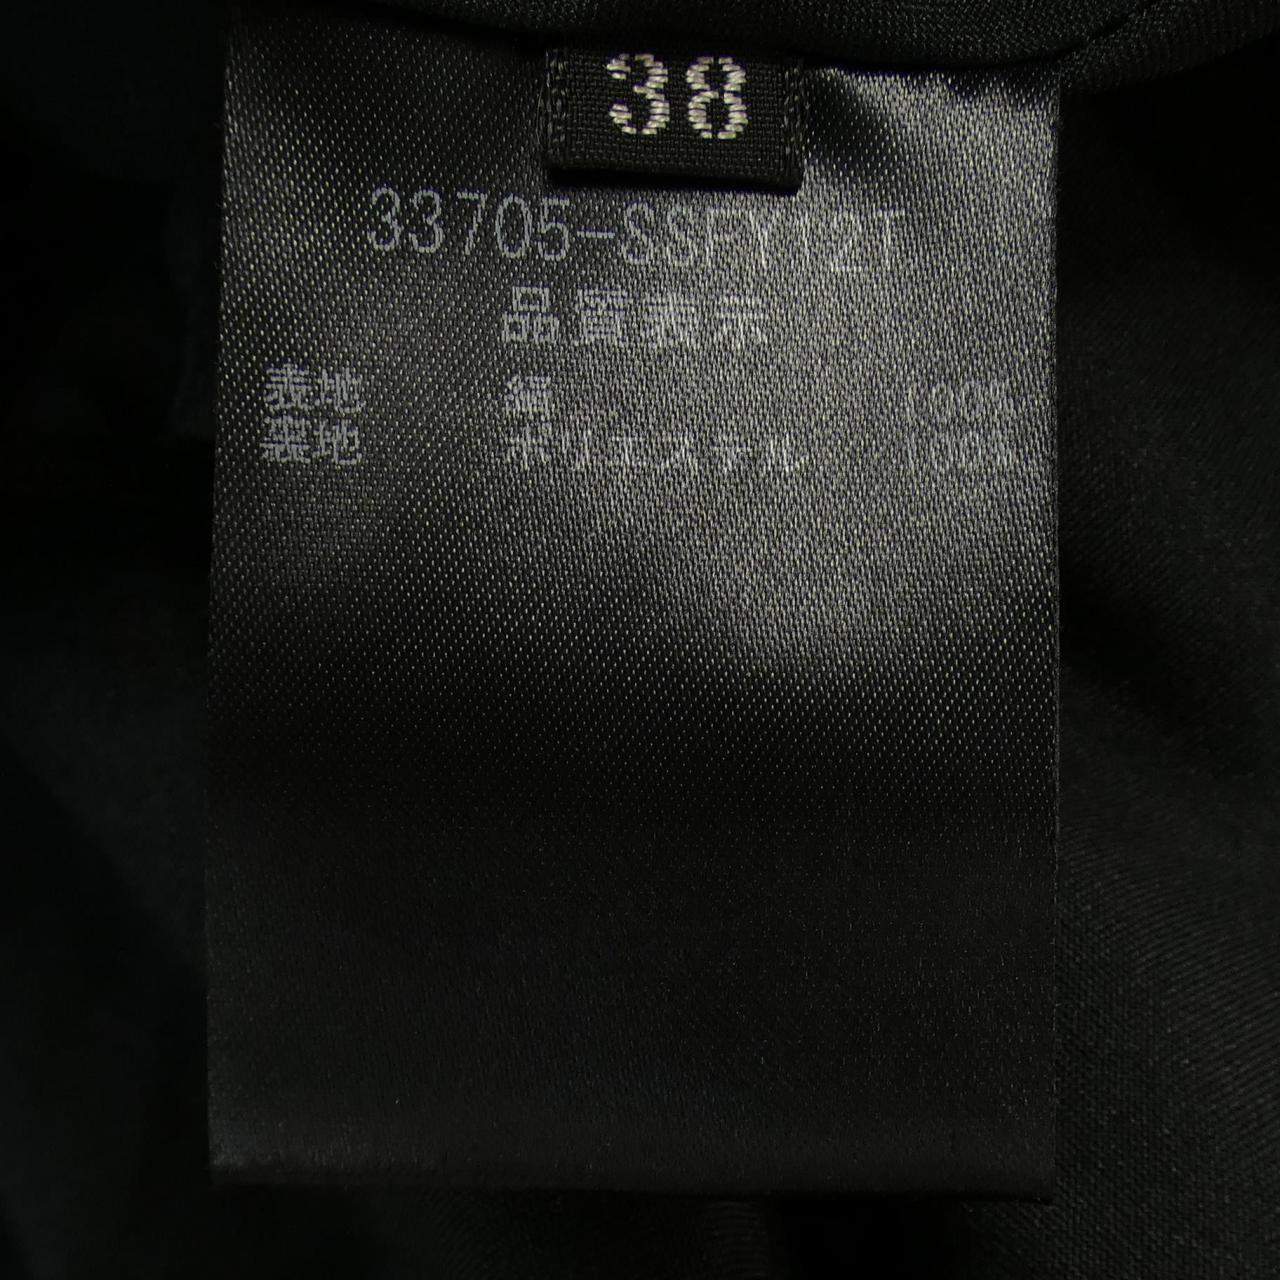 38
33705-SSPY12T
品質表示
表地 絹 100%
裏地 ポリエステル 100%